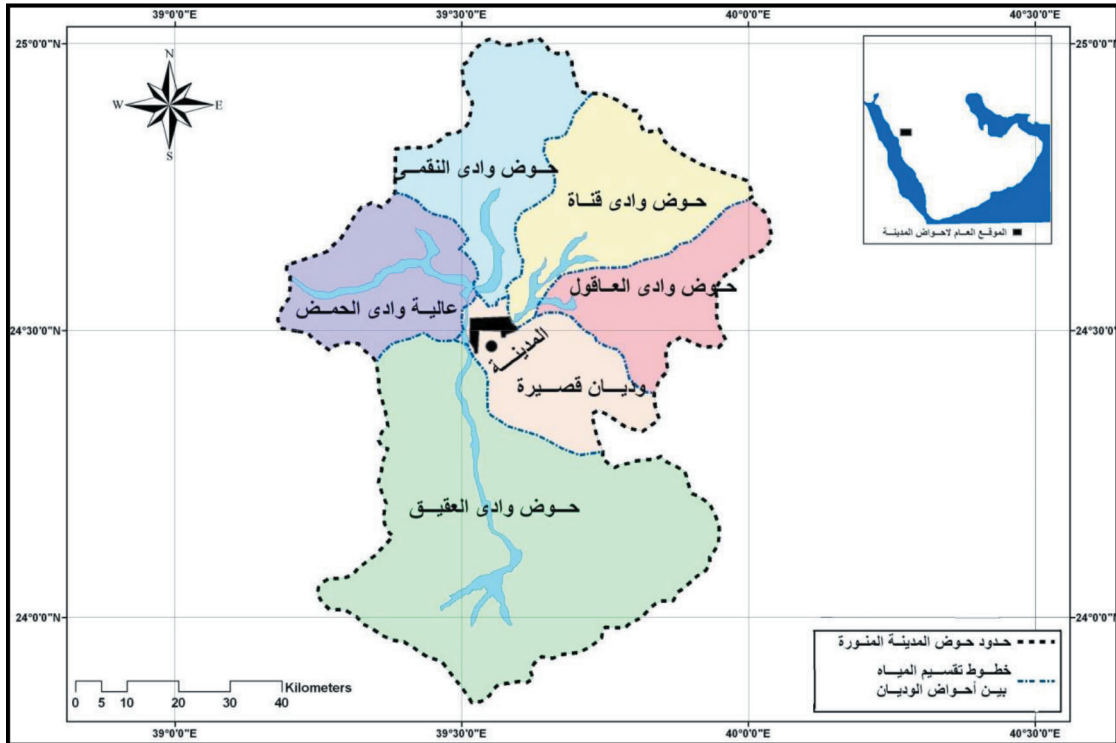 39°0'0"E
39°30'0"E
40°0'0"E
40°30'0"E
25°0'0"N
25°0'0"N
N
W
E
S
الموقع العام لاحواض المدينة
حوض وادى النقمى
حوض وادى قناة
حوض وادى العاقول
عالية وادى الحمض
24°30'0"N
24°30'0"N
المدينة
وديان قصيرة
حوض وادى العقيق
24°0'0"N
24°0'0"N
حدود حوض المدينة المنورة
خطوط تقسيم المياه
بين أحواض الوديان
Kilometers
0 5 10 20 30 40
39°0'0"E
39°30'0"E
40°0'0"E
40°30'0"E